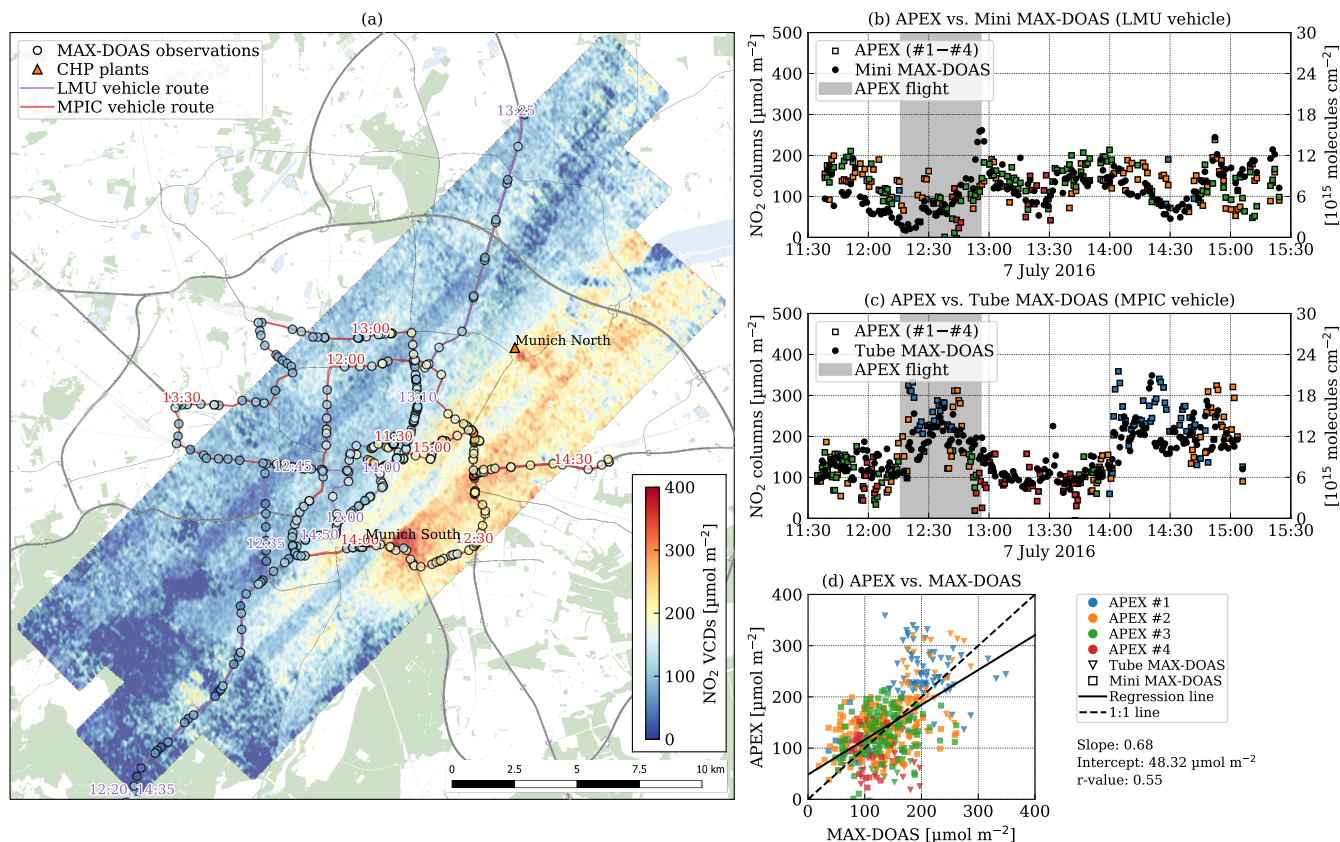 (a)
MAX-DOAS observations
CHP plants
LMU vehicle route
MPIC vehicle route
13:25
13:00
Munich North
12:00
13:30
13:10
11:30
15:00
14:00
12:45
14:30
12:00
14:50
Munich South
12:35
14:00
12:30
12:20, 14:35
400
300
200
100
0
NO₂ VCDs [µmol m⁻²]
0 2.5 5 7.5 10 km
(b) APEX vs. Mini MAX-DOAS (LMU vehicle)
APEX (#1−#4)
Mini MAX-DOAS
APEX flight
500
400
300
200
100
0
NO₂ columns [µmol m⁻²]
30
24
18
12
6
0
[10¹⁵ molecules cm⁻²]
11:30 12:00 12:30 13:00 13:30 14:00 14:30 15:00 15:30
7 July 2016
(c) APEX vs. Tube MAX-DOAS (MPIC vehicle)
APEX (#1−#4)
Tube MAX-DOAS
APEX flight
500
400
300
200
100
0
NO₂ columns [µmol m⁻²]
30
24
18
12
6
0
[10¹⁵ molecules cm⁻²]
11:30 12:00 12:30 13:00 13:30 14:00 14:30 15:00 15:30
7 July 2016
(d) APEX vs. MAX-DOAS
400
300
200
100
0
APEX [µmol m⁻²]
0 100 200 300 400
MAX-DOAS [µmol m⁻²]
APEX #1
APEX #2
APEX #3
APEX #4
Tube MAX-DOAS
Mini MAX-DOAS
Regression line
1:1 line
Slope: 0.68
Intercept: 48.32 µmol m⁻²
r-value: 0.55